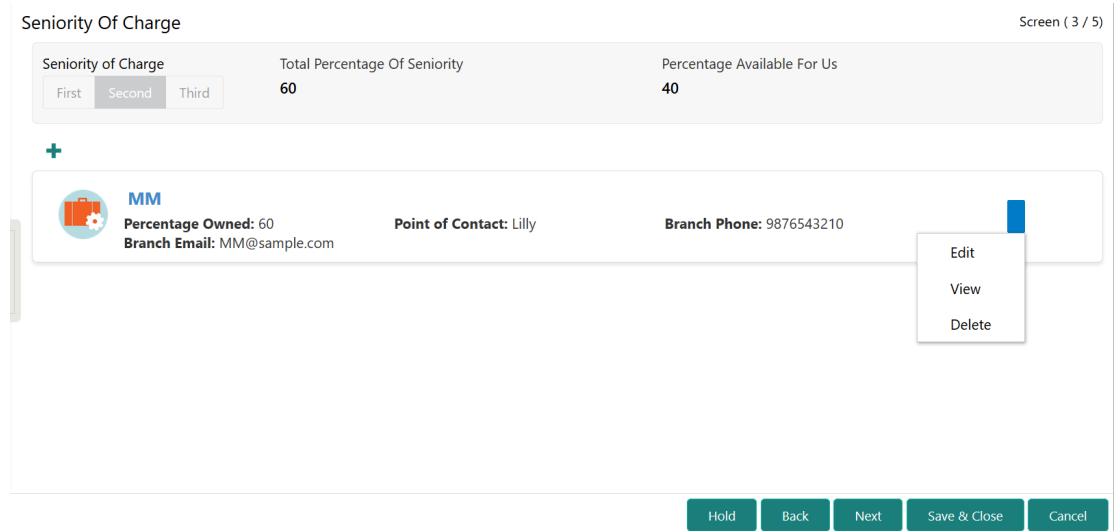 Seniority Of Charge
Screen ( 3 / 5)
Seniority of Charge
Total Percentage Of Seniority
Percentage Available For Us
First Second Third
60
40
MM
Percentage Owned: 60
Point of Contact: Lilly
Branch Phone: 9876543210
Branch Email: MM@sample.com
Edit
View
Delete
Hold
Back
Next
Save & Close
Cancel